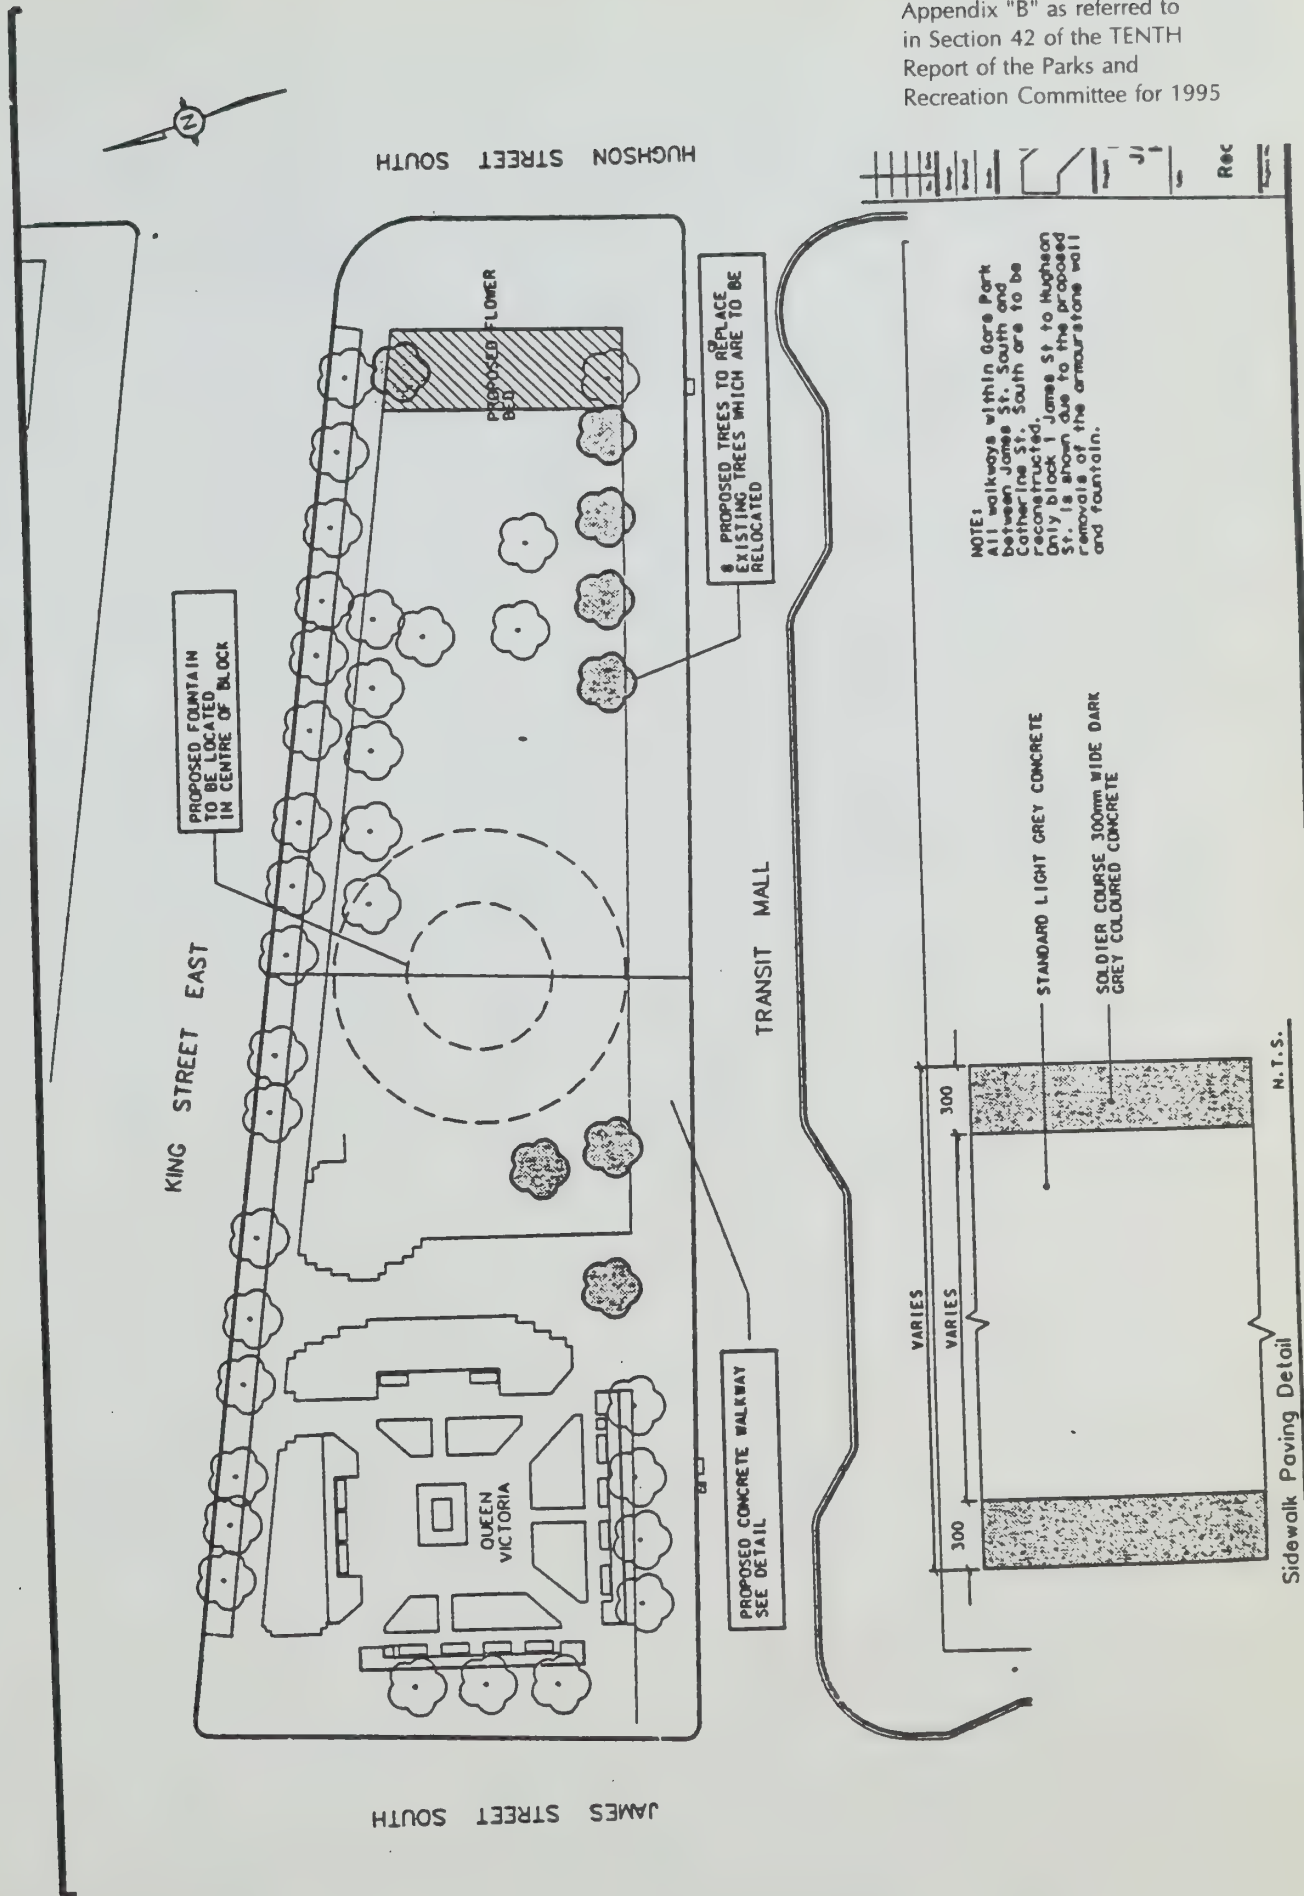 Appendix "B" as referred to
in Section 42 of the TENTH
Report of the Parks and
Recreation Committee for 1995
HUGHSON STREET SOUTH
KING STREET EAST
PROPOSED FOUNTAIN
TO BE LOCATED
IN CENTRE OF BLOCK
PROPOSED FLOWER
BED
8 PROPOSED TREES TO REPLACE
EXISTING TREES WHICH ARE TO BE
RELOCATED
QUEEN
VICTORIA
PROPOSED CONCRETE WALKWAY
SEE DETAIL
TRANSIT MALL
JAMES STREET SOUTH
NOTE:
All walkways within Gore Park
between James St. South and
Catherine St. South are to be
reconstructed.
Only block 1 James St to Hughson
St. is shown due to the proposed
removals of the armourstone wall
and fountain.
VARIES
300
VARIES
300
STANDARD LIGHT GREY CONCRETE
SOLDIER COURSE 300mm WIDE DARK
GREY COLOURED CONCRETE
Sidewalk Paving Detail
N.T.S.
N